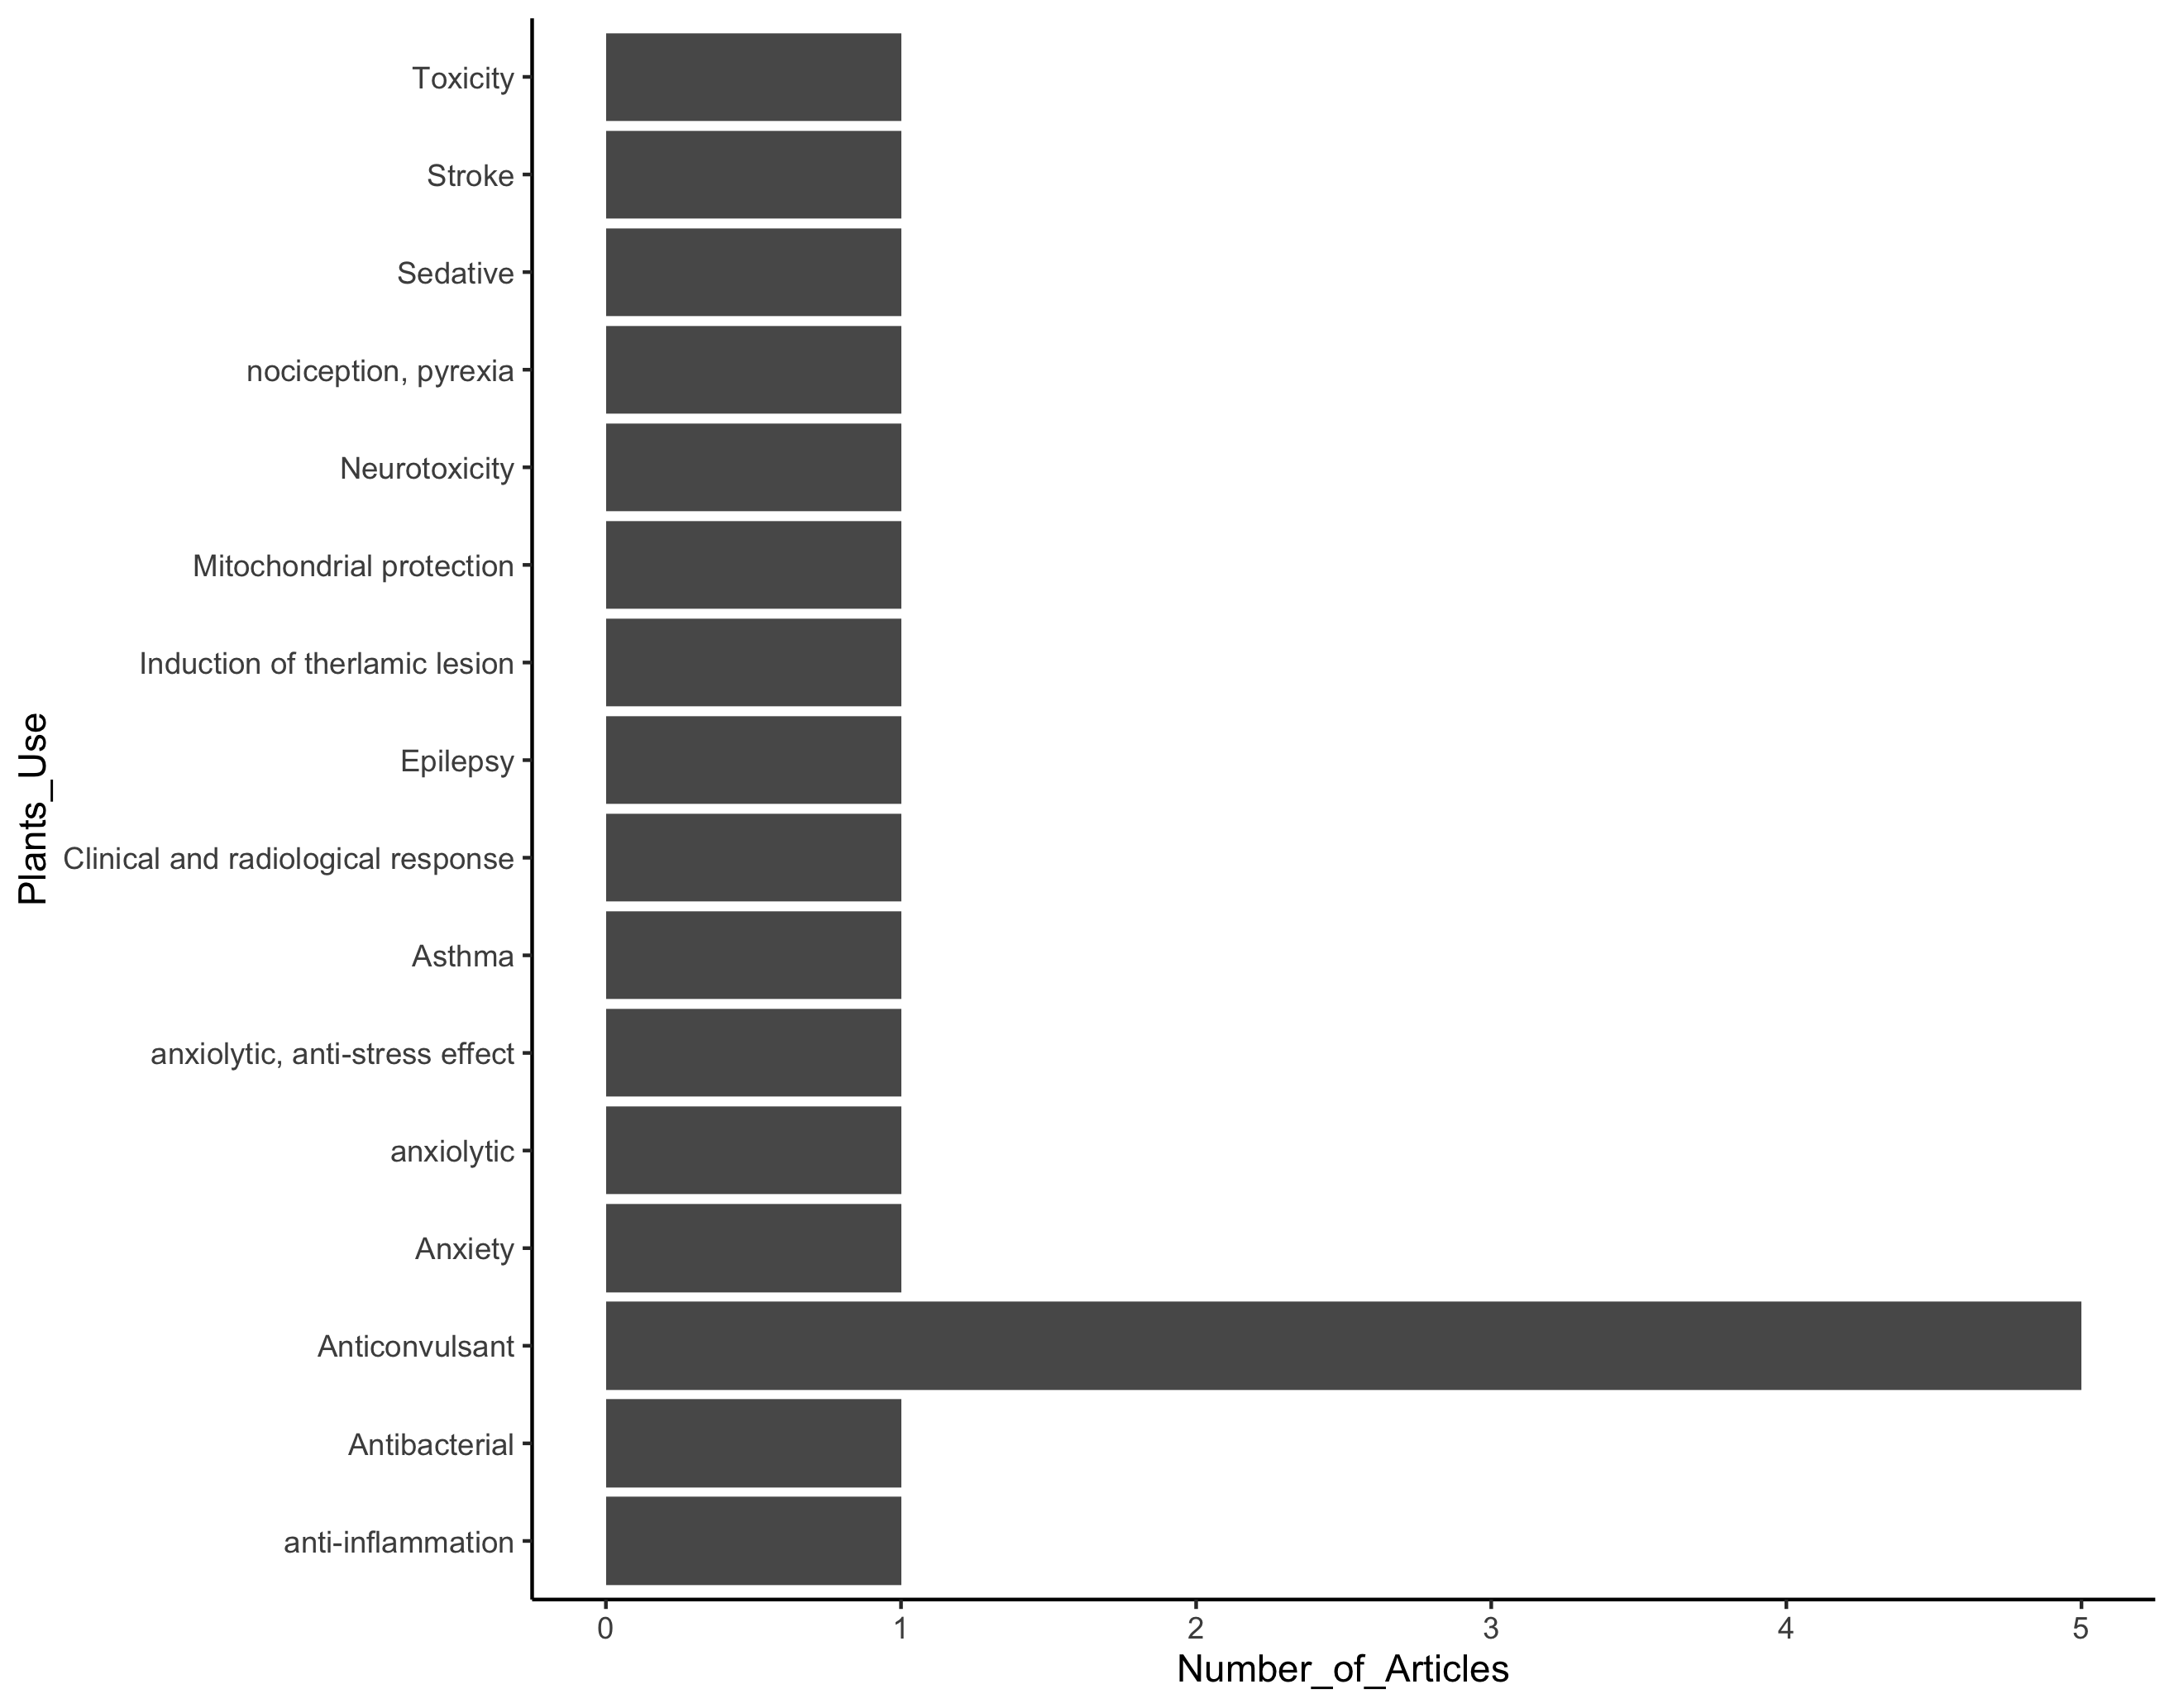 Toxicity
Stroke
Sedative
nociception, pyrexia
Neurotoxicity
Mitochondrial protection
Induction of therlamic lesion
Epilepsy
Clinical and radiological response
Asthma
anxiolytic, anti-stress effect
anxiolytic
Anxiety
Anticonvulsant
Antibacterial
anti-inflammation
Plants_Use
0 1 2 3 4 5
Number_of_Articles